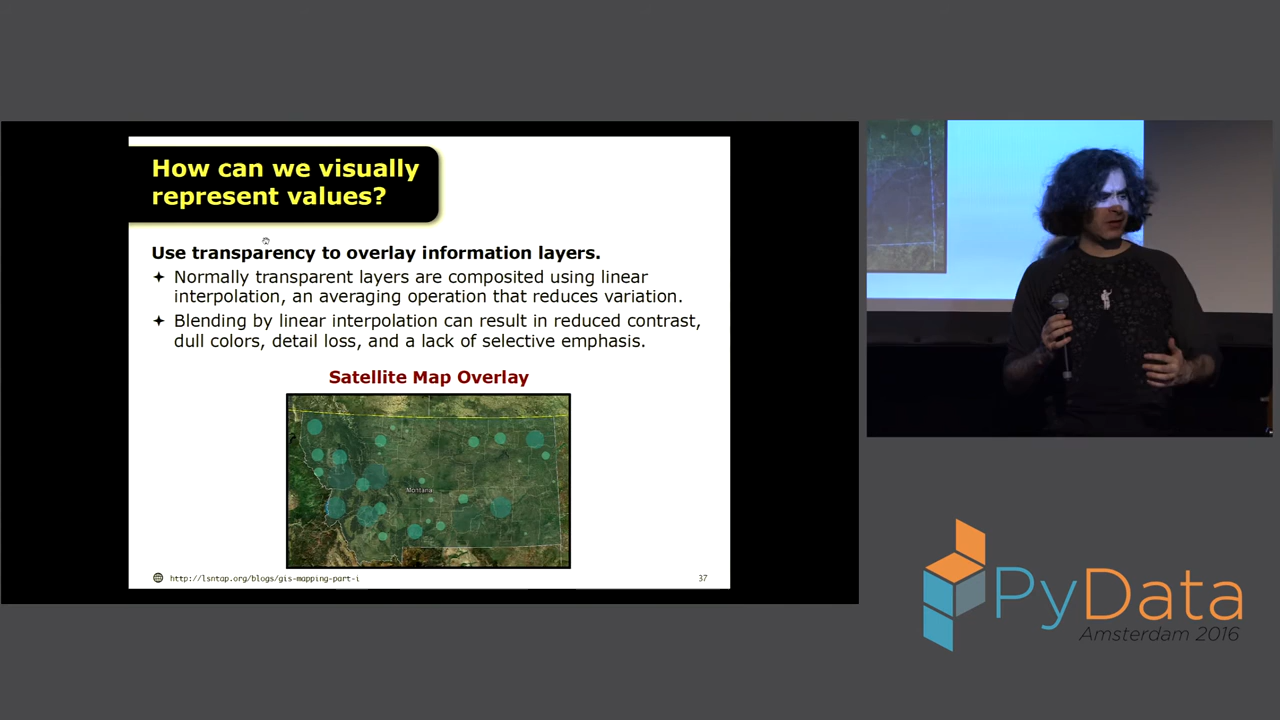 How can we visually
represent values?
Use transparency to overlay information layers.
Normally transparent layers are composited using linear
interpolation, an averaging operation that reduces variation.
Blending by linear interpolation can result in reduced contrast,
dull colors, detail loss, and a lack of selective emphasis.
Satellite Map Overlay
Montana
http://lsntap.org/blogs/gis-mapping-part-i
37
PyData
Amsterdam 2016